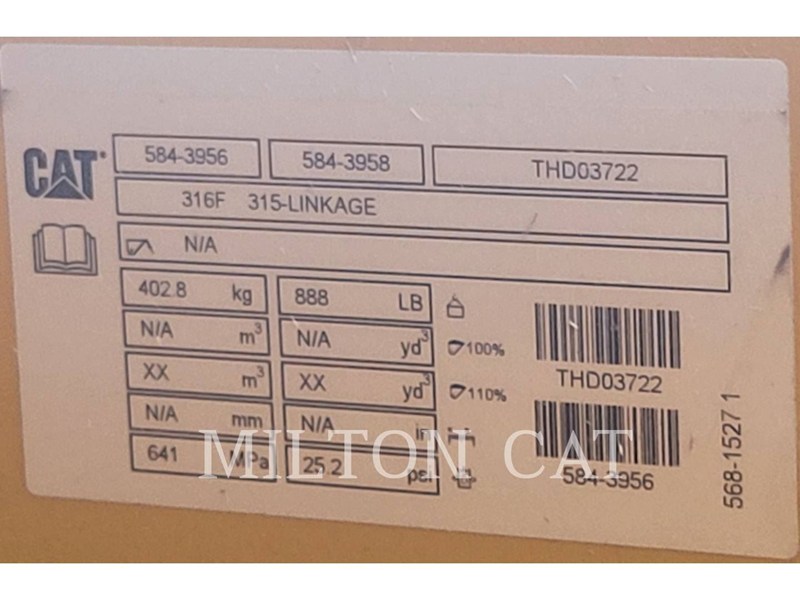 CAT
584-3956 584-3958 THD03722
316F 315-LINKAGE
N/A
402.8 kg 888 LB
N/A m³ N/A yd³ 100%
XX m³ XX yd³ 110%
THD03722
N/A mm N/A in
641 MPa 25.2 psi
584-3956
568-1527 1
MILTON CAT